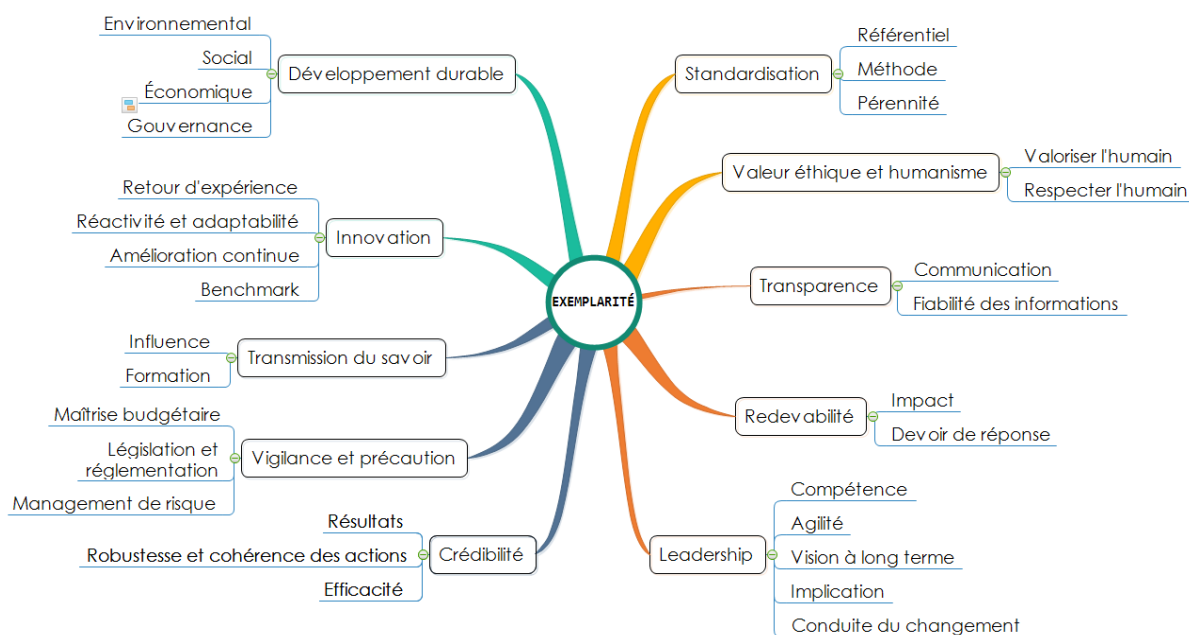 EXEMPLARITÉ
Développement durable
Environnemental
Social
Économique
Gouvernance
Innovation
Retour d'expérience
Réactivité et adaptabilité
Amélioration continue
Benchmark
Transmission du savoir
Influence
Formation
Vigilance et précaution
Maîtrise budgétaire
Législation et
réglementation
Management de risque
Crédibilité
Résultats
Robustesse et cohérence des actions
Efficacité
Standardisation
Référentiel
Méthode
Pérennité
Valeur éthique et humanisme
Valoriser l'humain
Respecter l'humain
Transparence
Communication
Fiabilité des informations
Redevabilité
Impact
Devoir de réponse
Leadership
Compétence
Agilité
Vision à long terme
Implication
Conduite du changement